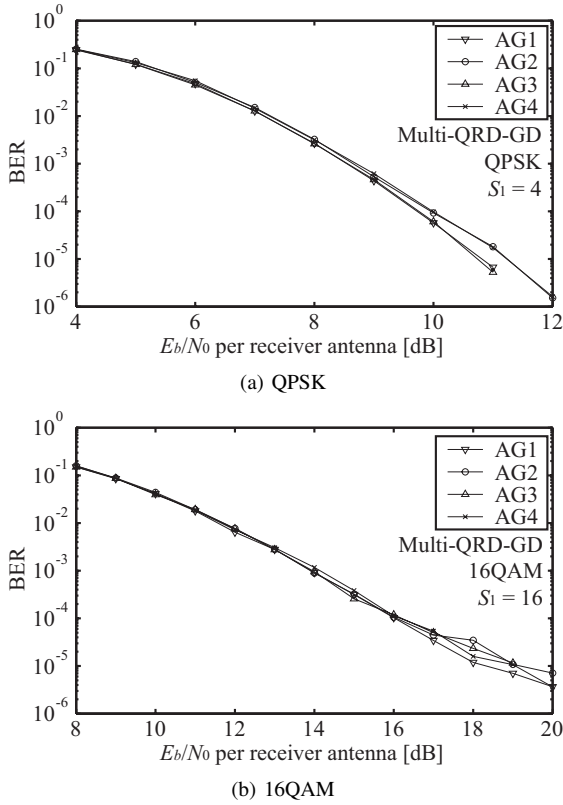 10^0
10^-1
10^-2
10^-3
10^-4
10^-5
10^-6
BER
AG1
AG2
AG3
AG4
Multi-QRD-GD
QPSK
S1 = 4
4 6 8 10 12
Eb/N0 per receiver antenna [dB]
(a) QPSK
10^0
10^-1
10^-2
10^-3
10^-4
10^-5
10^-6
BER
AG1
AG2
AG3
AG4
Multi-QRD-GD
16QAM
S1 = 16
8 10 12 14 16 18 20
Eb/N0 per receiver antenna [dB]
(b) 16QAM